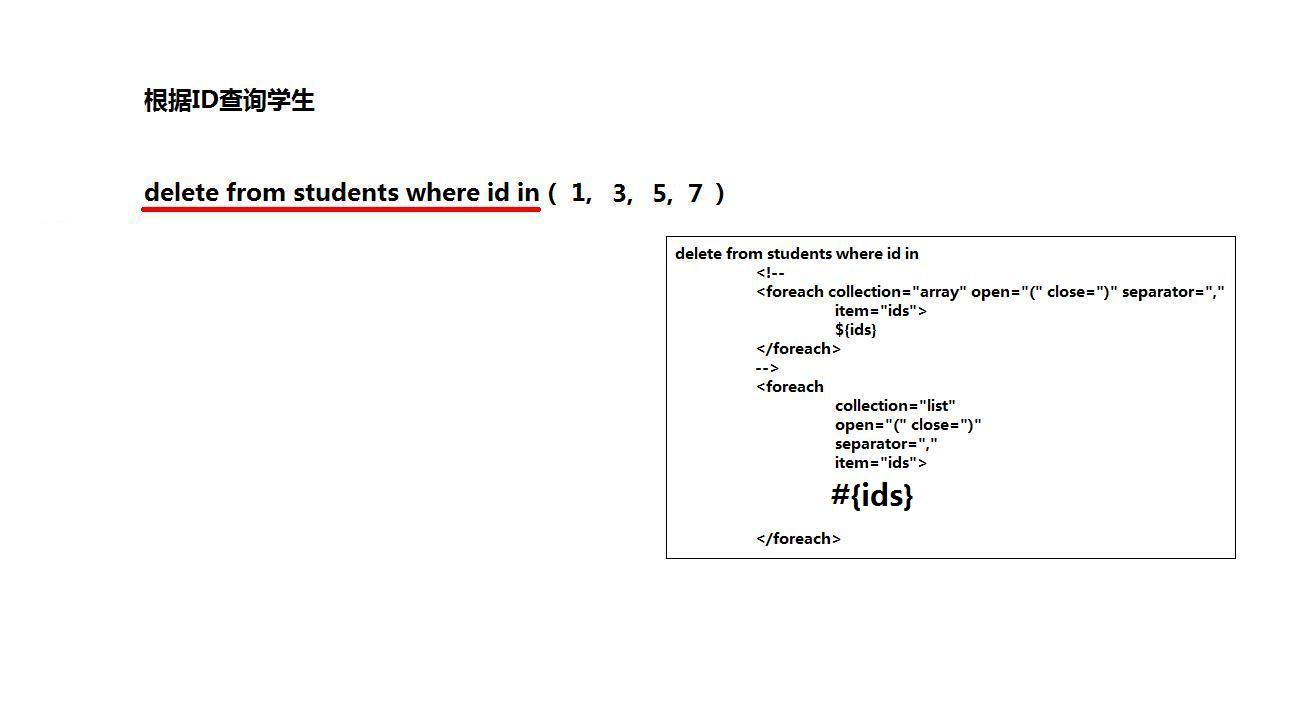 根据ID查询学生
delete from students where id in ( 1, 3, 5, 7 )
delete from students where id in
<!--
<foreach collection="array" open="(" close=")" separator=","
item="ids">
${ids}
</foreach>
-->
<foreach
collection="list"
open="(" close=")"
separator=","
item="ids">
#{ids}
</foreach>